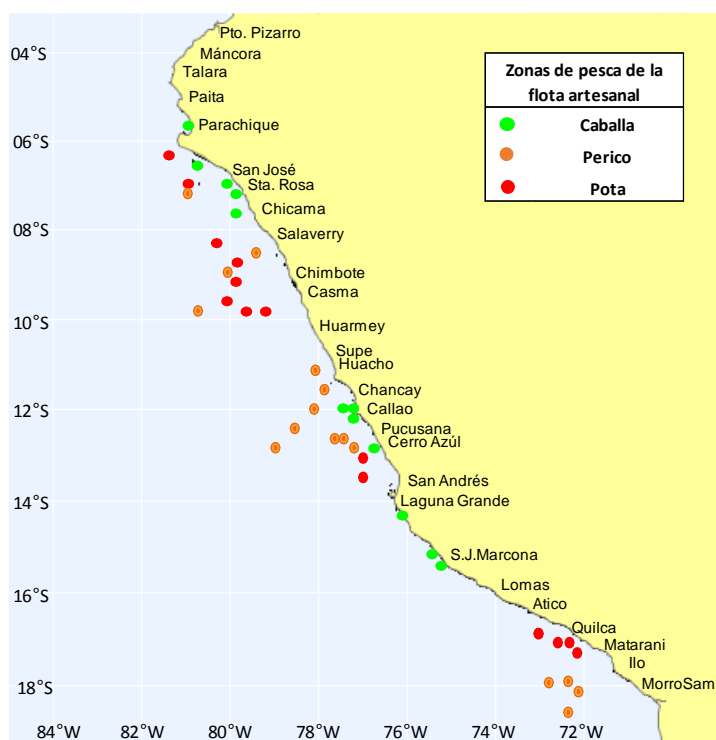 04°S
06°S
08°S
10°S
12°S
14°S
16°S
18°S
Pto. Pizarro
Máncora
Talara
Paita
Parachique
San José
Sta. Rosa
Chicama
Salaverry
Chimbote
Casma
Huarmey
Supe
Huacho
Chancay
Callao
Pucusana
Cerro Azúl
San Andrés
Laguna Grande
S.J.Marcona
Lomas
Atico
Quilca
Matarani
Ilo
MorroSam
Zonas de pesca de la
flota artesanal
Caballa
Perico
Pota
84°W 82°W 80°W 78°W 76°W 74°W 72°W